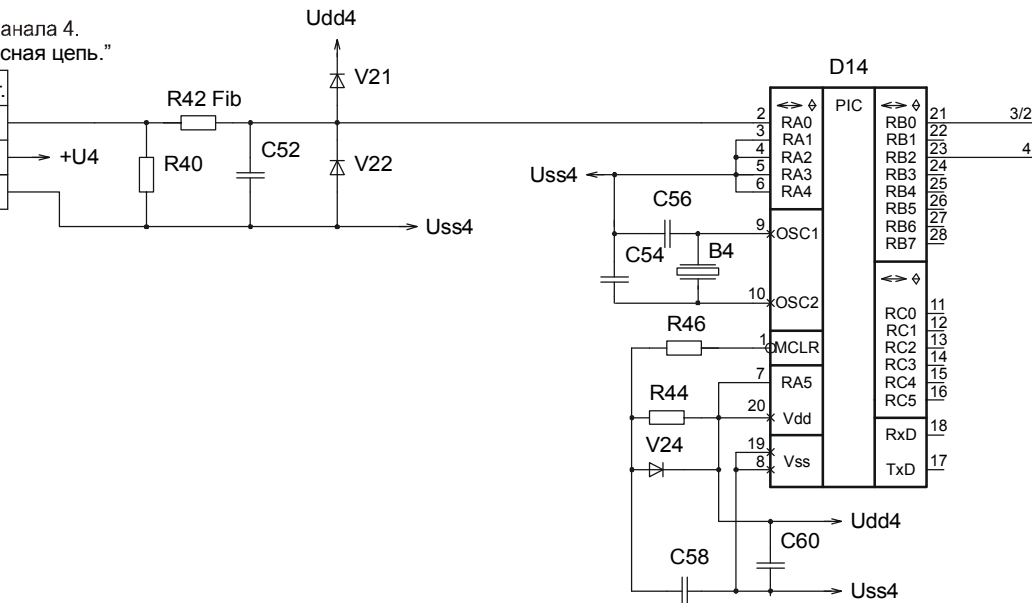 анала 4.
сная цепь.”
Udd4
V21
R42 Fib
R40
C52
V22
+U4
Uss4
D14
PIC
2 RA0
3 RA1
4 RA2
5 RA3
6 RA4
Uss4
C56
C54
B4
9 OSC1
10 OSC2
R46
1 MCLR
R44
7 RA5
20 Vdd
V24
19
8 Vss
RB0 21 3/2
RB1 22
RB2 23 4
RB3 24
RB4 25
RB5 26
RB6 27
RB7 28
RC0 11
RC1 12
RC2 13
RC3 14
RC4 15
RC5 16
RxD 18
TxD 17
Udd4
C60
C58
Uss4